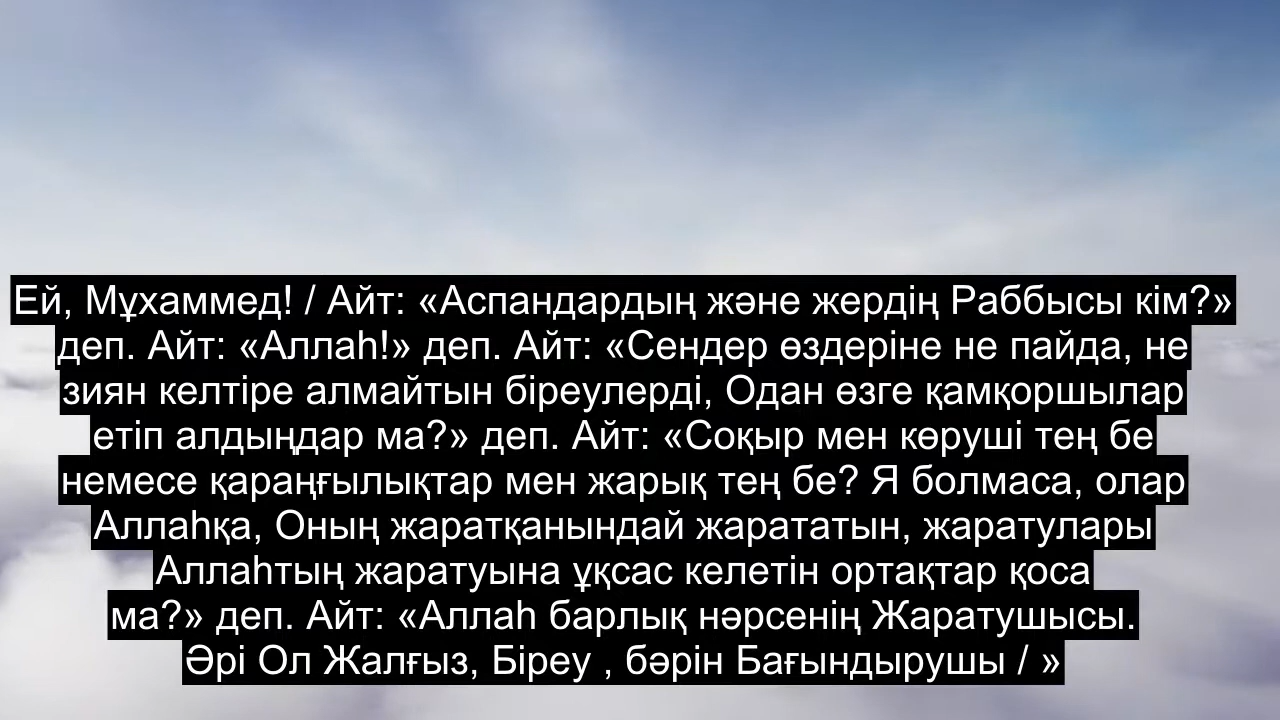 Ей, Мұхаммед! / Айт: «Аспандардың және жердің Раббысы кім?»
деп. Айт: «Аллаһ!» деп. Айт: «Сендер өздеріне не пайда, не
зиян келтіре алмайтын біреулерді, Одан өзге қамқоршылар
етіп алдыңдар ма?» деп. Айт: «Соқыр мен көруші тең бе
немесе қараңғылықтар мен жарық тең бе? Я болмаса, олар
Аллаһқа, Оның жаратқанындай жарататын, жаратулары
Аллаһтың жаратуына ұқсас келетін ортақтар қоса
ма?» деп. Айт: «Аллаһ барлық нәрсенің Жаратушысы.
Әрі Ол Жалғыз, Біреу , бәрін Бағындырушы / »